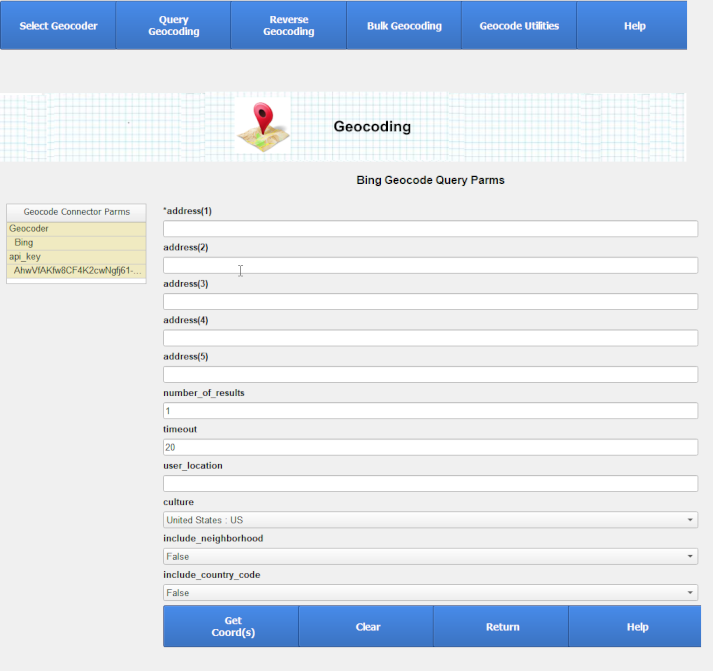 Select Geocoder
Query
Geocoding
Reverse
Geocoding
Bulk Geocoding
Geocode Utilities
Help
Geocoding
Bing Geocode Query Parms
Geocode Connector Parms
Geocoder
Bing
api_key
AhwVfAKfw8CF4K2cwNgfj61-...
*address(1)
address(2)
address(3)
address(4)
address(5)
number_of_results
1
timeout
20
user_location
culture
United States : US
include_neighborhood
False
include_country_code
False
Get
Coord(s)
Clear
Return
Help